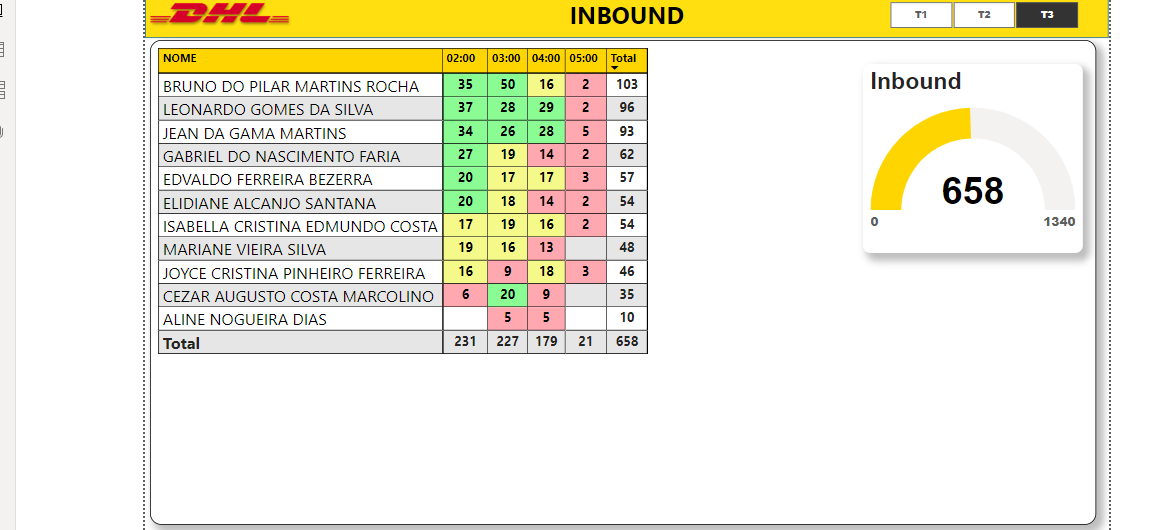 DHL INBOUND T1 T2 T3
NOME 02:00 03:00 04:00 05:00 Total
BRUNO DO PILAR MARTINS ROCHA 35 50 16 2 103
LEONARDO GOMES DA SILVA 37 28 29 2 96
JEAN DA GAMA MARTINS 34 26 28 5 93
GABRIEL DO NASCIMENTO FARIA 27 19 14 2 62
EDVALDO FERREIRA BEZERRA 20 17 17 3 57
ELIDIANE ALCANJO SANTANA 20 18 14 2 54
ISABELLA CRISTINA EDMUNDO COSTA 17 19 16 2 54
MARIANE VIEIRA SILVA 19 16 13 48
JOYCE CRISTINA PINHEIRO FERREIRA 16 9 18 3 46
CEZAR AUGUSTO COSTA MARCOLINO 6 20 9 35
ALINE NOGUEIRA DIAS 5 5 10
Total 231 227 179 21 658
Inbound
658
0 1340